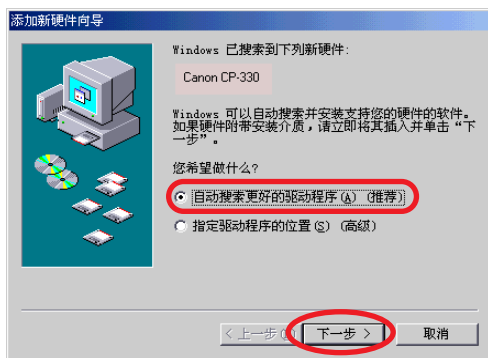 添加新硬件向导
Windows 已搜索到下列新硬件:
Canon CP-330
Windows 可以自动搜索并安装支持您的硬件的软件。
如果硬件附带安装介质，请立即将其插入并单击“下
一步”。
您希望做什么?
自动搜索更好的驱动程序(A) (推荐)
指定驱动程序的位置(S) (高级)
< 上一步 下一步 > 取消